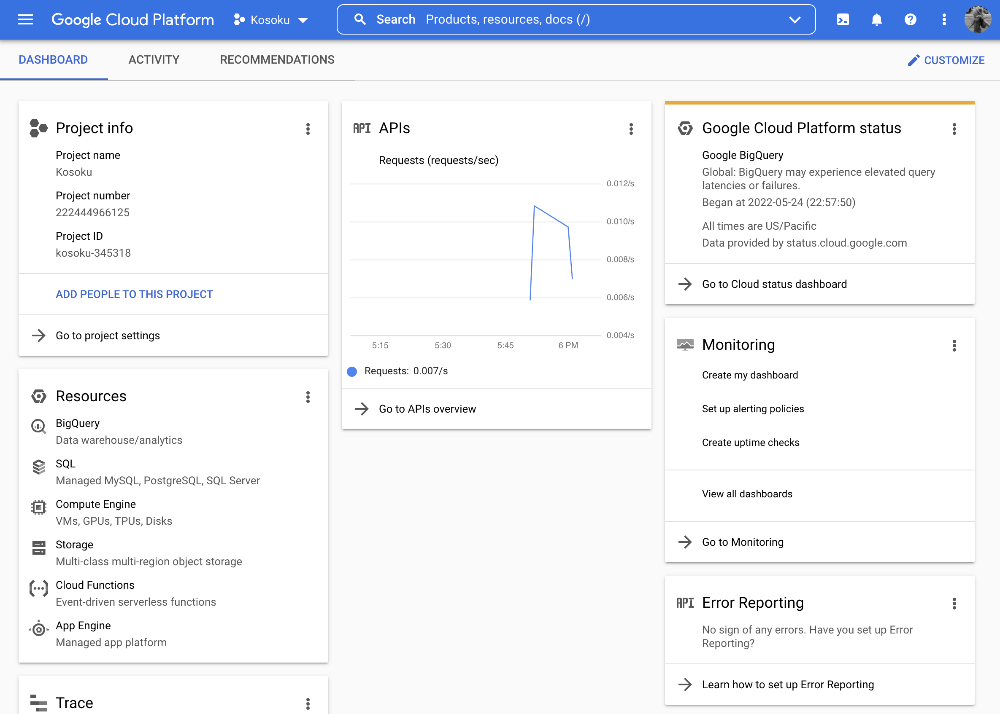 Google Cloud Platform
Kosoku
Search Products, resources, docs (/)
DASHBOARD
ACTIVITY
RECOMMENDATIONS
CUSTOMIZE
Project info
Project name
Kosoku
Project number
222444966125
Project ID
kosoku-345318
ADD PEOPLE TO THIS PROJECT
Go to project settings
Resources
BigQuery
Data warehouse/analytics
SQL
Managed MySQL, PostgreSQL, SQL Server
Compute Engine
VMs, GPUs, TPUs, Disks
Storage
Multi-class multi-region object storage
Cloud Functions
Event-driven serverless functions
App Engine
Managed app platform
Trace
API
APIs
Requests (requests/sec)
0.012/s
0.010/s
0.008/s
0.006/s
0.004/s
5:15
5:30
5:45
6 PM
Requests: 0.007/s
Go to APIs overview
Google Cloud Platform status
Google BigQuery
Global: BigQuery may experience elevated query
latencies or failures.
Began at 2022-05-24 (22:57:50)
All times are US/Pacific
Data provided by status.cloud.google.com
Go to Cloud status dashboard
Monitoring
Create my dashboard
Set up alerting policies
Create uptime checks
View all dashboards
Go to Monitoring
API
Error Reporting
No sign of any errors. Have you set up Error
Reporting?
Learn how to set up Error Reporting